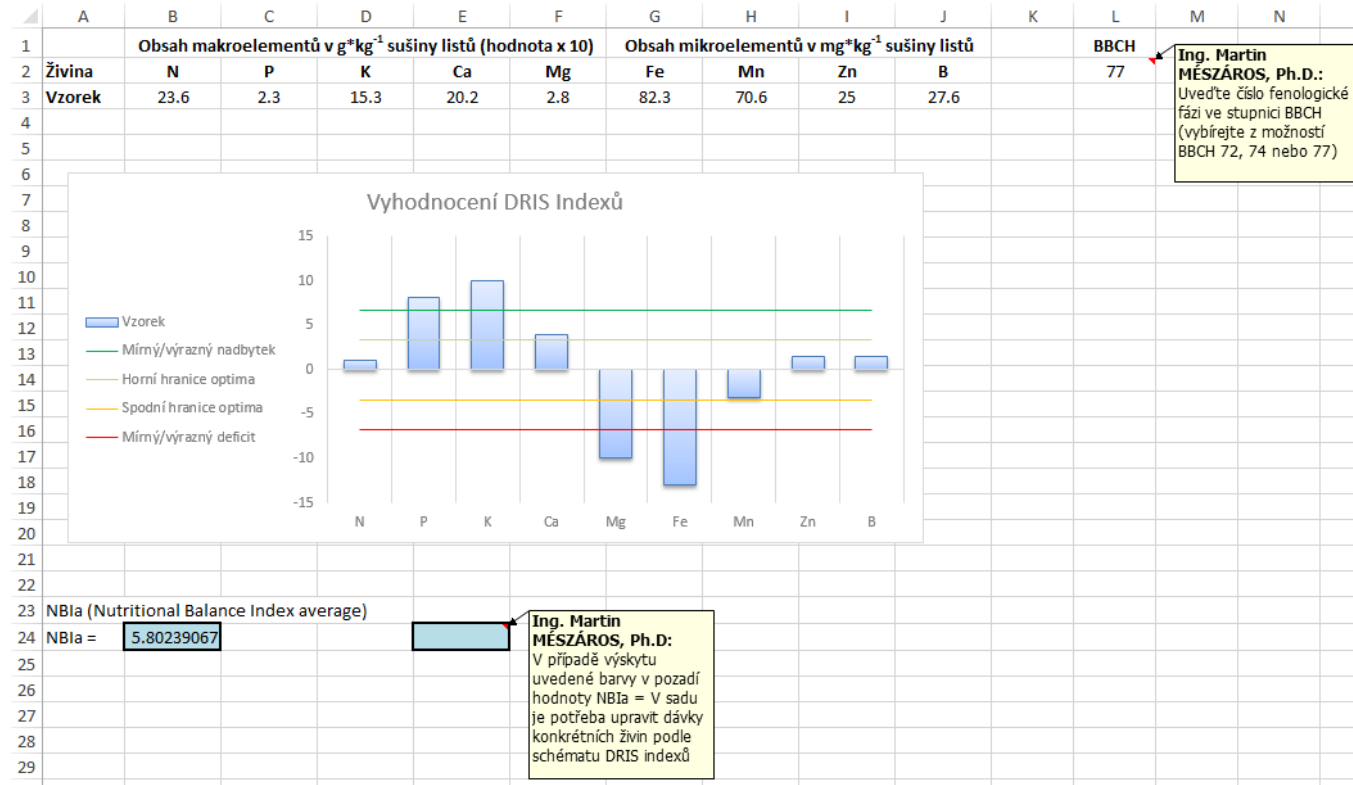 A B C D E F G H I J K L M N
1 Obsah makroelementů v g*kg-1 sušiny listů (hodnota x 10) Obsah mikroelementů v mg*kg-1 sušiny listů BBCH
2 Živina N P K Ca Mg Fe Mn Zn B 77
3 Vzorek 23.6 2.3 15.3 20.2 2.8 82.3 70.6 25 27.6
Ing. Martin
MÉSZÁROS, Ph.D.:
Uveďte číslo fenologické
fázi ve stupnici BBCH
(vybírejte z možností
BBCH 72, 74 nebo 77)
4
5
6
7
8
9
10
11
12
13
14
15
16
17
18
19
20
21
22
Vyhodnocení DRIS Indexů
15
10
5
0
-5
-10
-15
Vzorek
Mírný/výrazný nadbytek
Horní hranice optima
Spodní hranice optima
Mírný/výrazný deficit
N P K Ca Mg Fe Mn Zn B
23 NBIa (Nutritional Balance Index average)
24 NBIa = 5.80239067
Ing. Martin
MÉSZÁROS, Ph.D:
V případě výskytu
uvedené barvy v pozadí
hodnoty NBIa = V sadu
je potřeba upravit dávky
konkrétních živin podle
schématu DRIS indexů
25
26
27
28
29